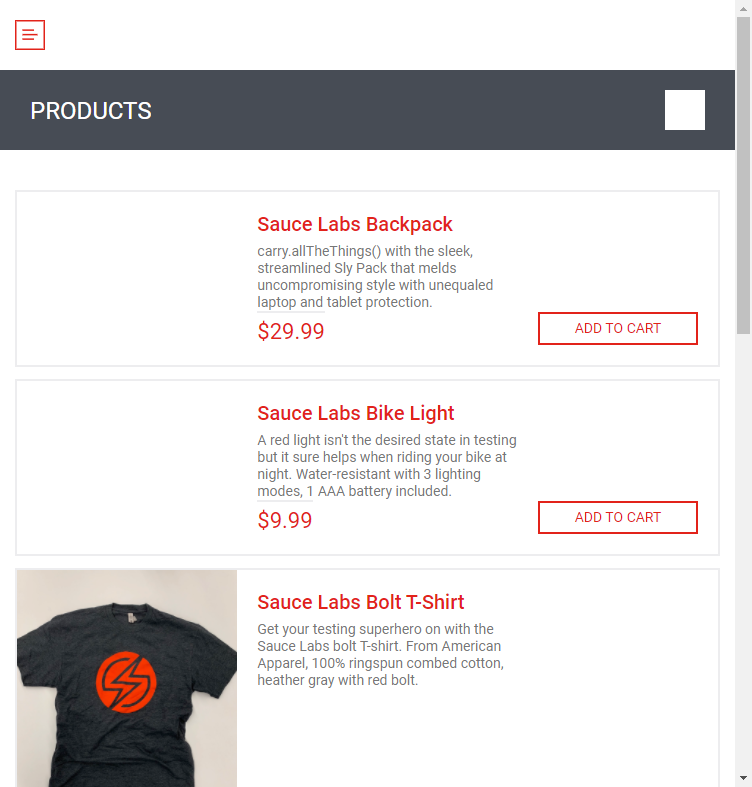 PRODUCTS
Sauce Labs Backpack
carry.allTheThings() with the sleek,
streamlined Sly Pack that melds
uncompromising style with unequaled
laptop and tablet protection.
$29.99
ADD TO CART
Sauce Labs Bike Light
A red light isn't the desired state in testing
but it sure helps when riding your bike at
night. Water-resistant with 3 lighting
modes, 1 AAA battery included.
$9.99
ADD TO CART
Sauce Labs Bolt T-Shirt
Get your testing superhero on with the
Sauce Labs bolt T-shirt. From American
Apparel, 100% ringspun combed cotton,
heather gray with red bolt.